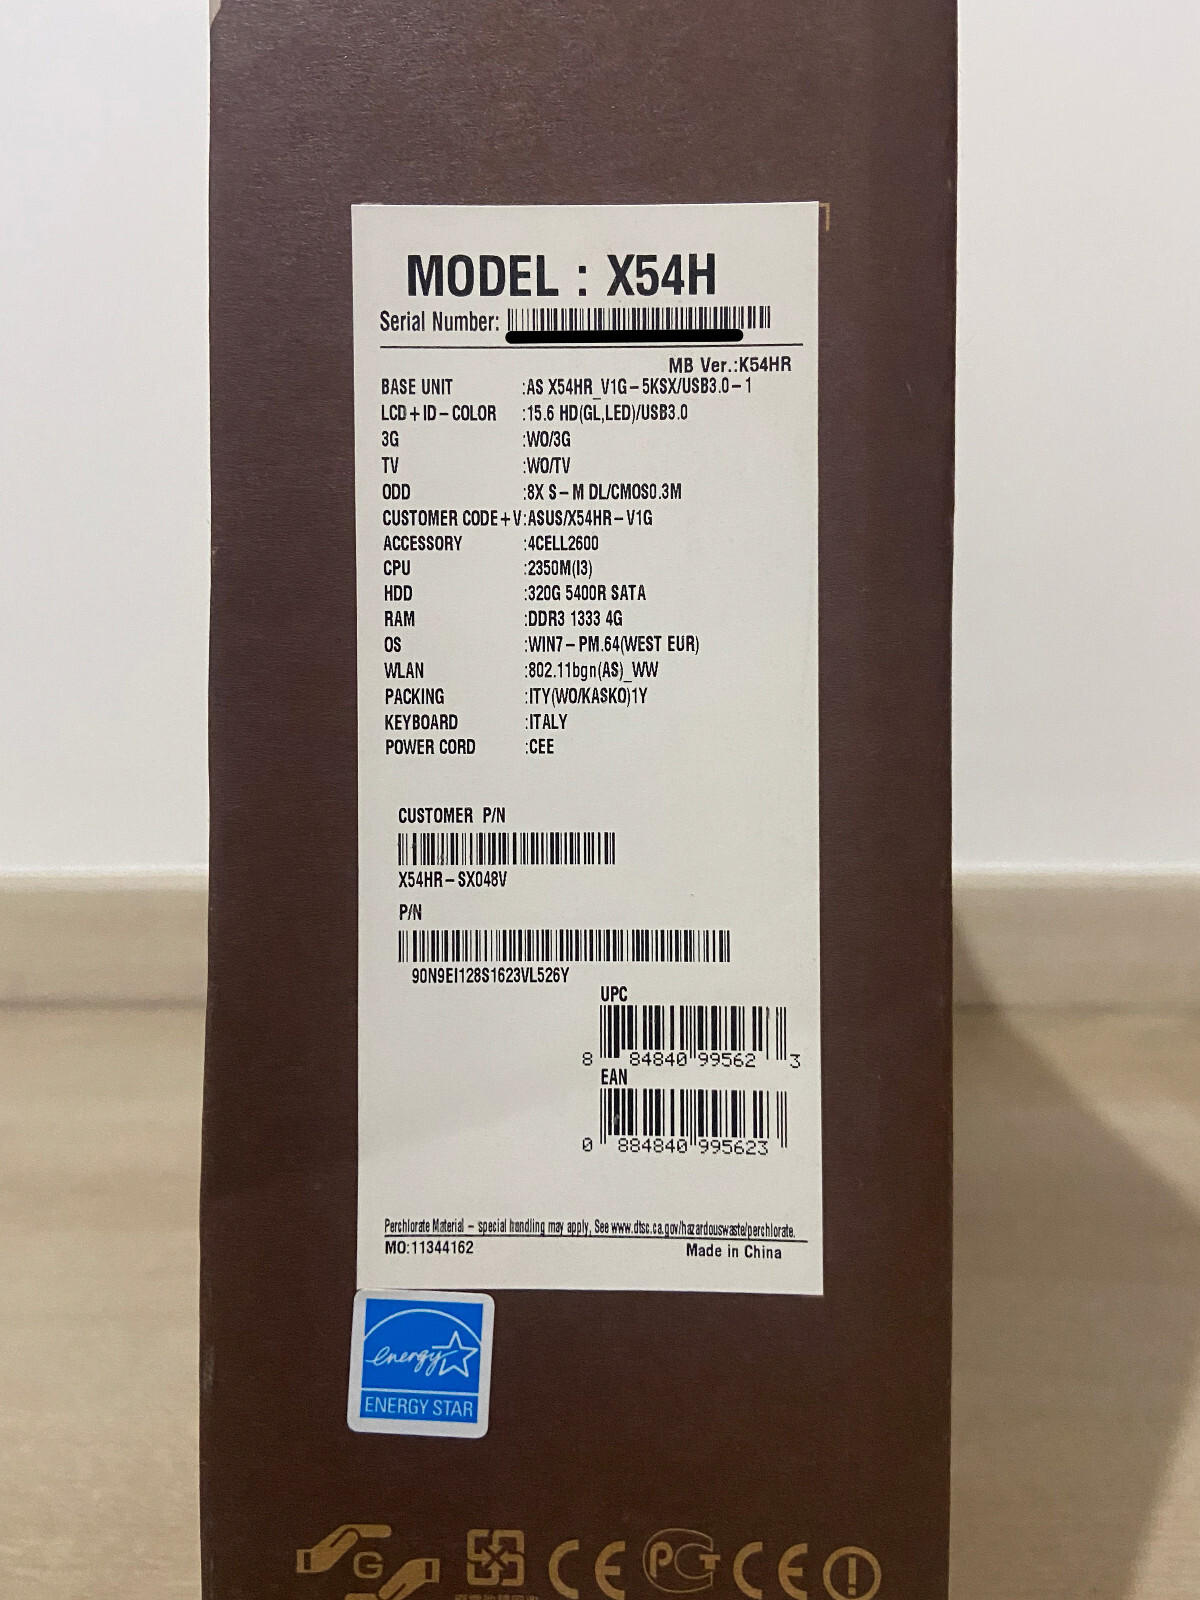 MODEL : X54H
Serial Number:
MB Ver.:K54HR
BASE UNIT :AS X54HR_V1G-5KSX/USB3.0-1
LCD+ID-COLOR :15.6 HD(GL,LED)/USB3.0
3G :WO/3G
TV :WO/TV
ODD :8X S-M DL/CMOS0.3M
CUSTOMER CODE+V:ASUS/X54HR-V1G
ACCESSORY :4CELL2600
CPU :2350M(I3)
HDD :320G 5400R SATA
RAM :DDR3 1333 4G
OS :WIN7-PM.64(WEST EUR)
WLAN :802.11bgn(AS)_WW
PACKING :ITY(WO/KASKO)1Y
KEYBOARD :ITALY
POWER CORD :CEE
CUSTOMER P/N
X54HR-SX048V
P/N
90N9EI128S1623VL526Y
UPC
8 84840 99562 3
EAN
0 884840 995623
Perchlorate Material - special handling may apply, See www.dtsc.ca.gov/hazardouswaste/perchlorate.
MO:11344162 Made in China
energy
ENERGY STAR
G CE PCT CE